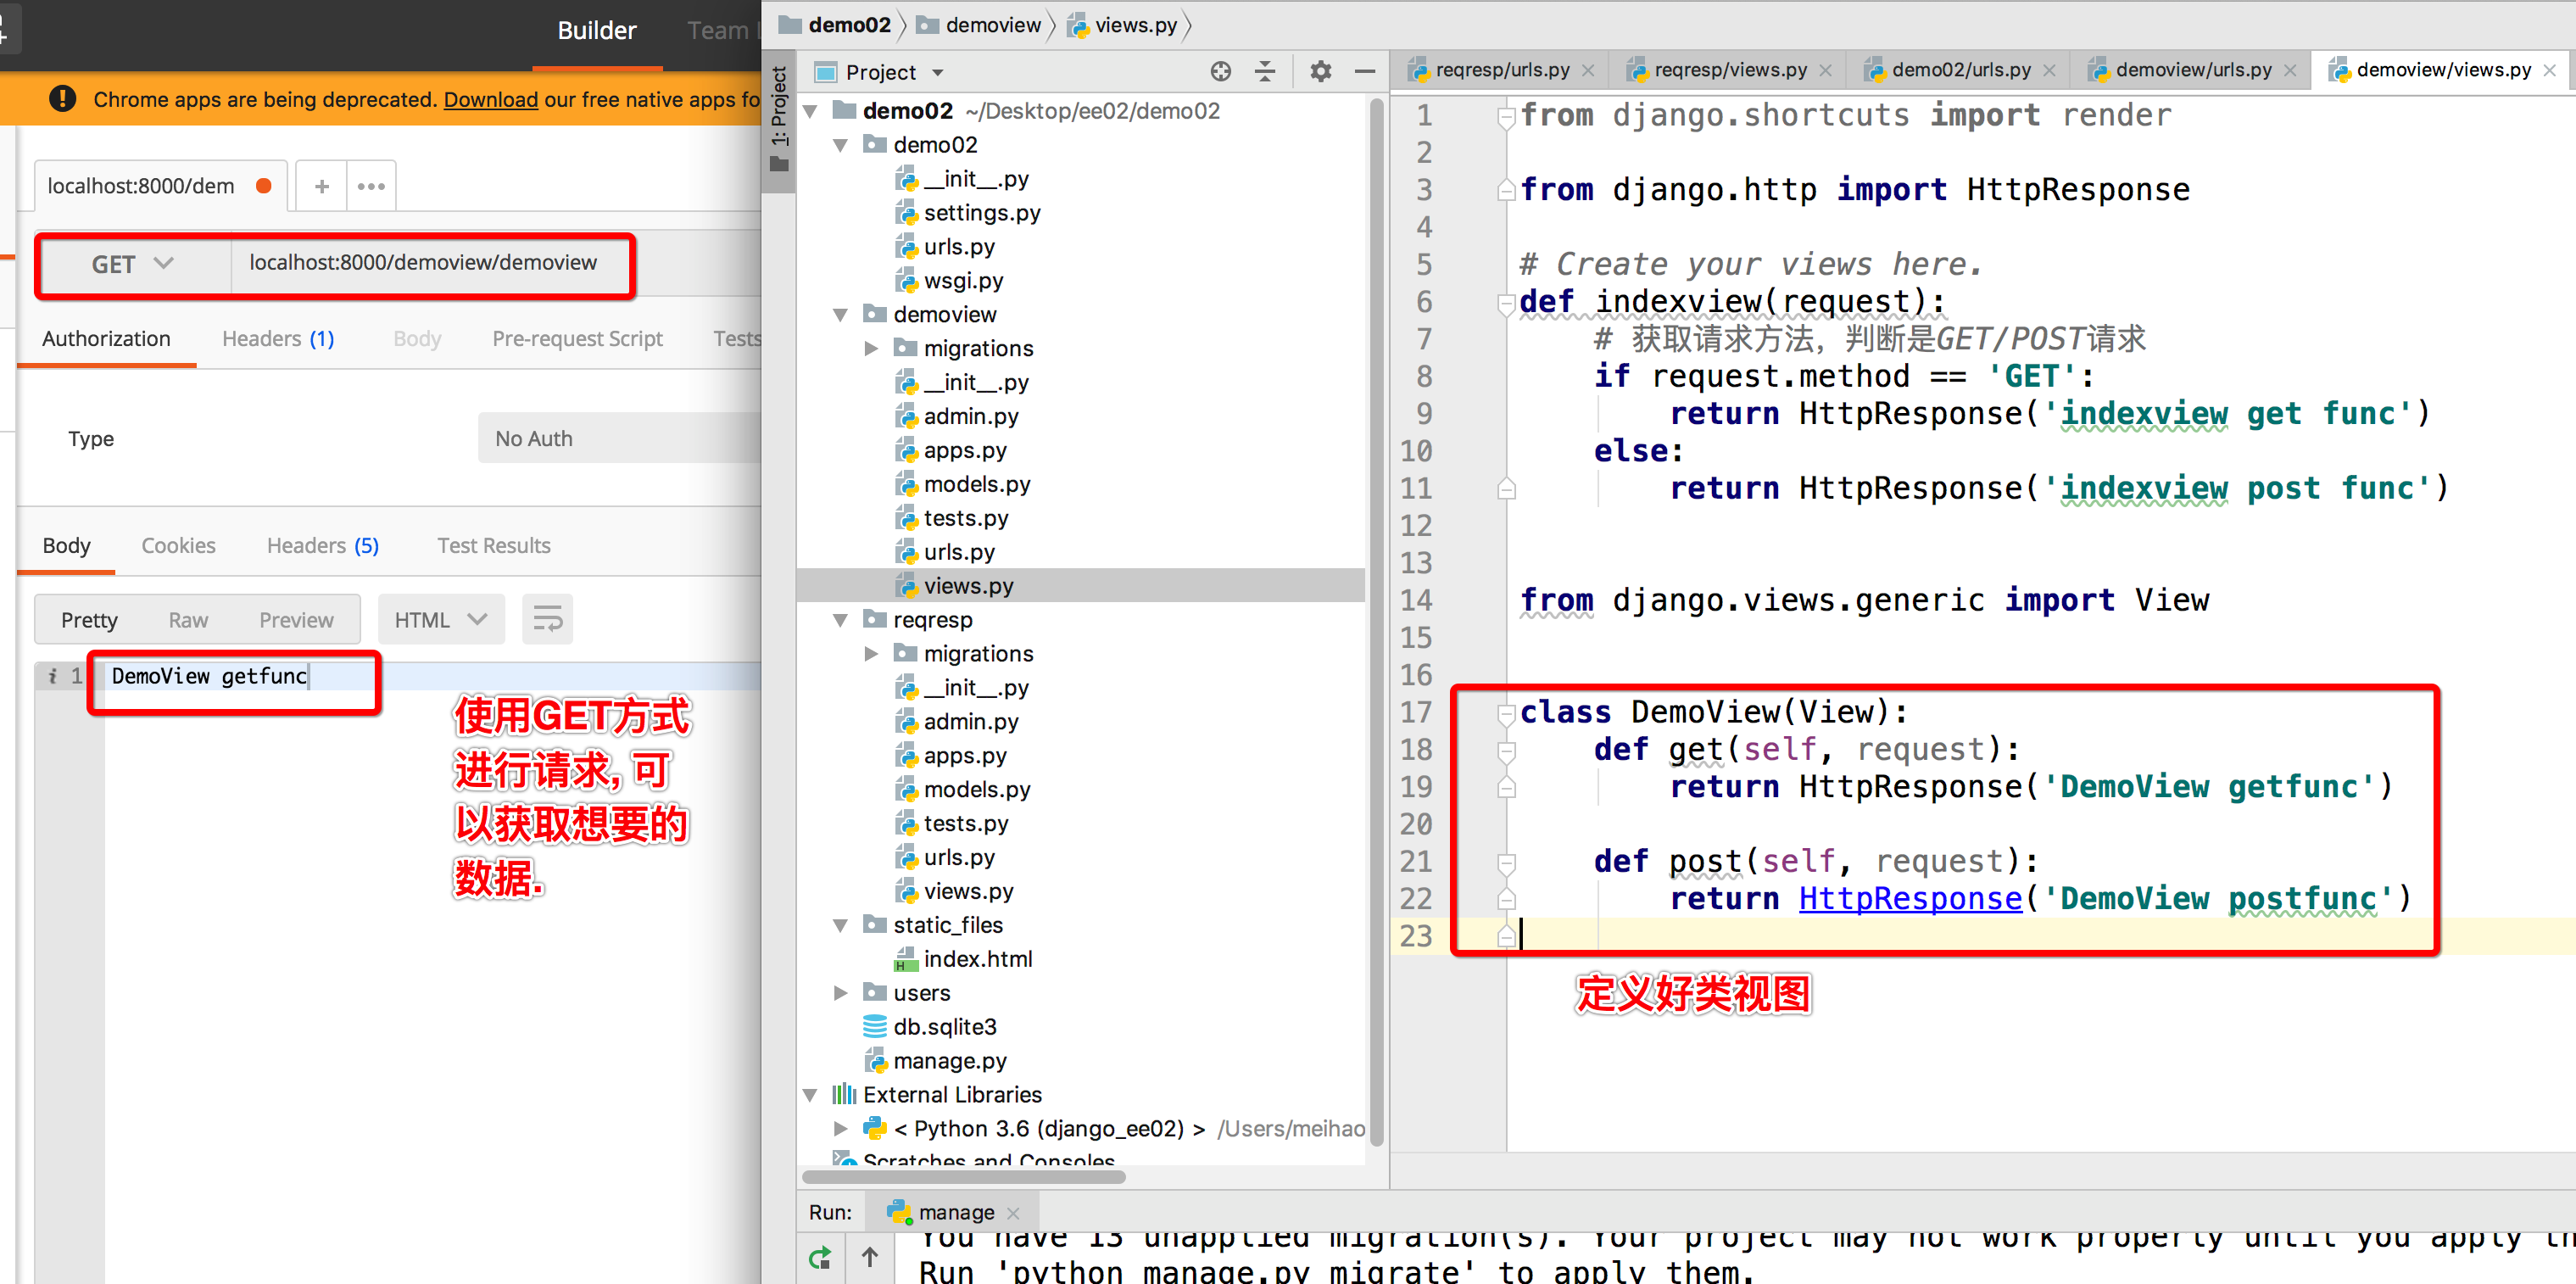 Builder
Team
Chrome apps are being deprecated. Download our free native apps fo
localhost:8000/dem
GET
localhost:8000/demoview/demoview
Authorization
Headers (1)
Body
Pre-request Script
Tests
Type
No Auth
Body
Cookies
Headers (5)
Test Results
Pretty
Raw
Preview
HTML
i 1
DemoView getfunc
使用GET方式
进行请求, 可
以获取想要的
数据.
demo02
demoview
views.py
1: Project
Project
demo02 ~/Desktop/ee02/demo02
demo02
__init__.py
settings.py
urls.py
wsgi.py
demoview
migrations
__init__.py
admin.py
apps.py
models.py
tests.py
urls.py
views.py
reqresp
migrations
__init__.py
admin.py
apps.py
models.py
tests.py
urls.py
views.py
static_files
index.html
users
db.sqlite3
manage.py
External Libraries
< Python 3.6 (django_ee02) > /Users/meihao
Scratches and Consoles
reqresp/urls.py
reqresp/views.py
demo02/urls.py
demoview/urls.py
demoview/views.py
1 from django.shortcuts import render
2
3 from django.http import HttpResponse
4
5 # Create your views here.
6 def indexview(request):
7 # 获取请求方法，判断是GET/POST请求
8 if request.method == 'GET':
9 return HttpResponse('indexview get func')
10 else:
11 return HttpResponse('indexview post func')
12
13
14 from django.views.generic import View
15
16
17 class DemoView(View):
18 def get(self, request):
19 return HttpResponse('DemoView getfunc')
20
21 def post(self, request):
22 return HttpResponse('DemoView postfunc')
23
定义好类视图
Run:
manage
You have 13 unapplied migration(s). Your project may not work properly until you apply th
Run 'python manage.py migrate' to apply them.